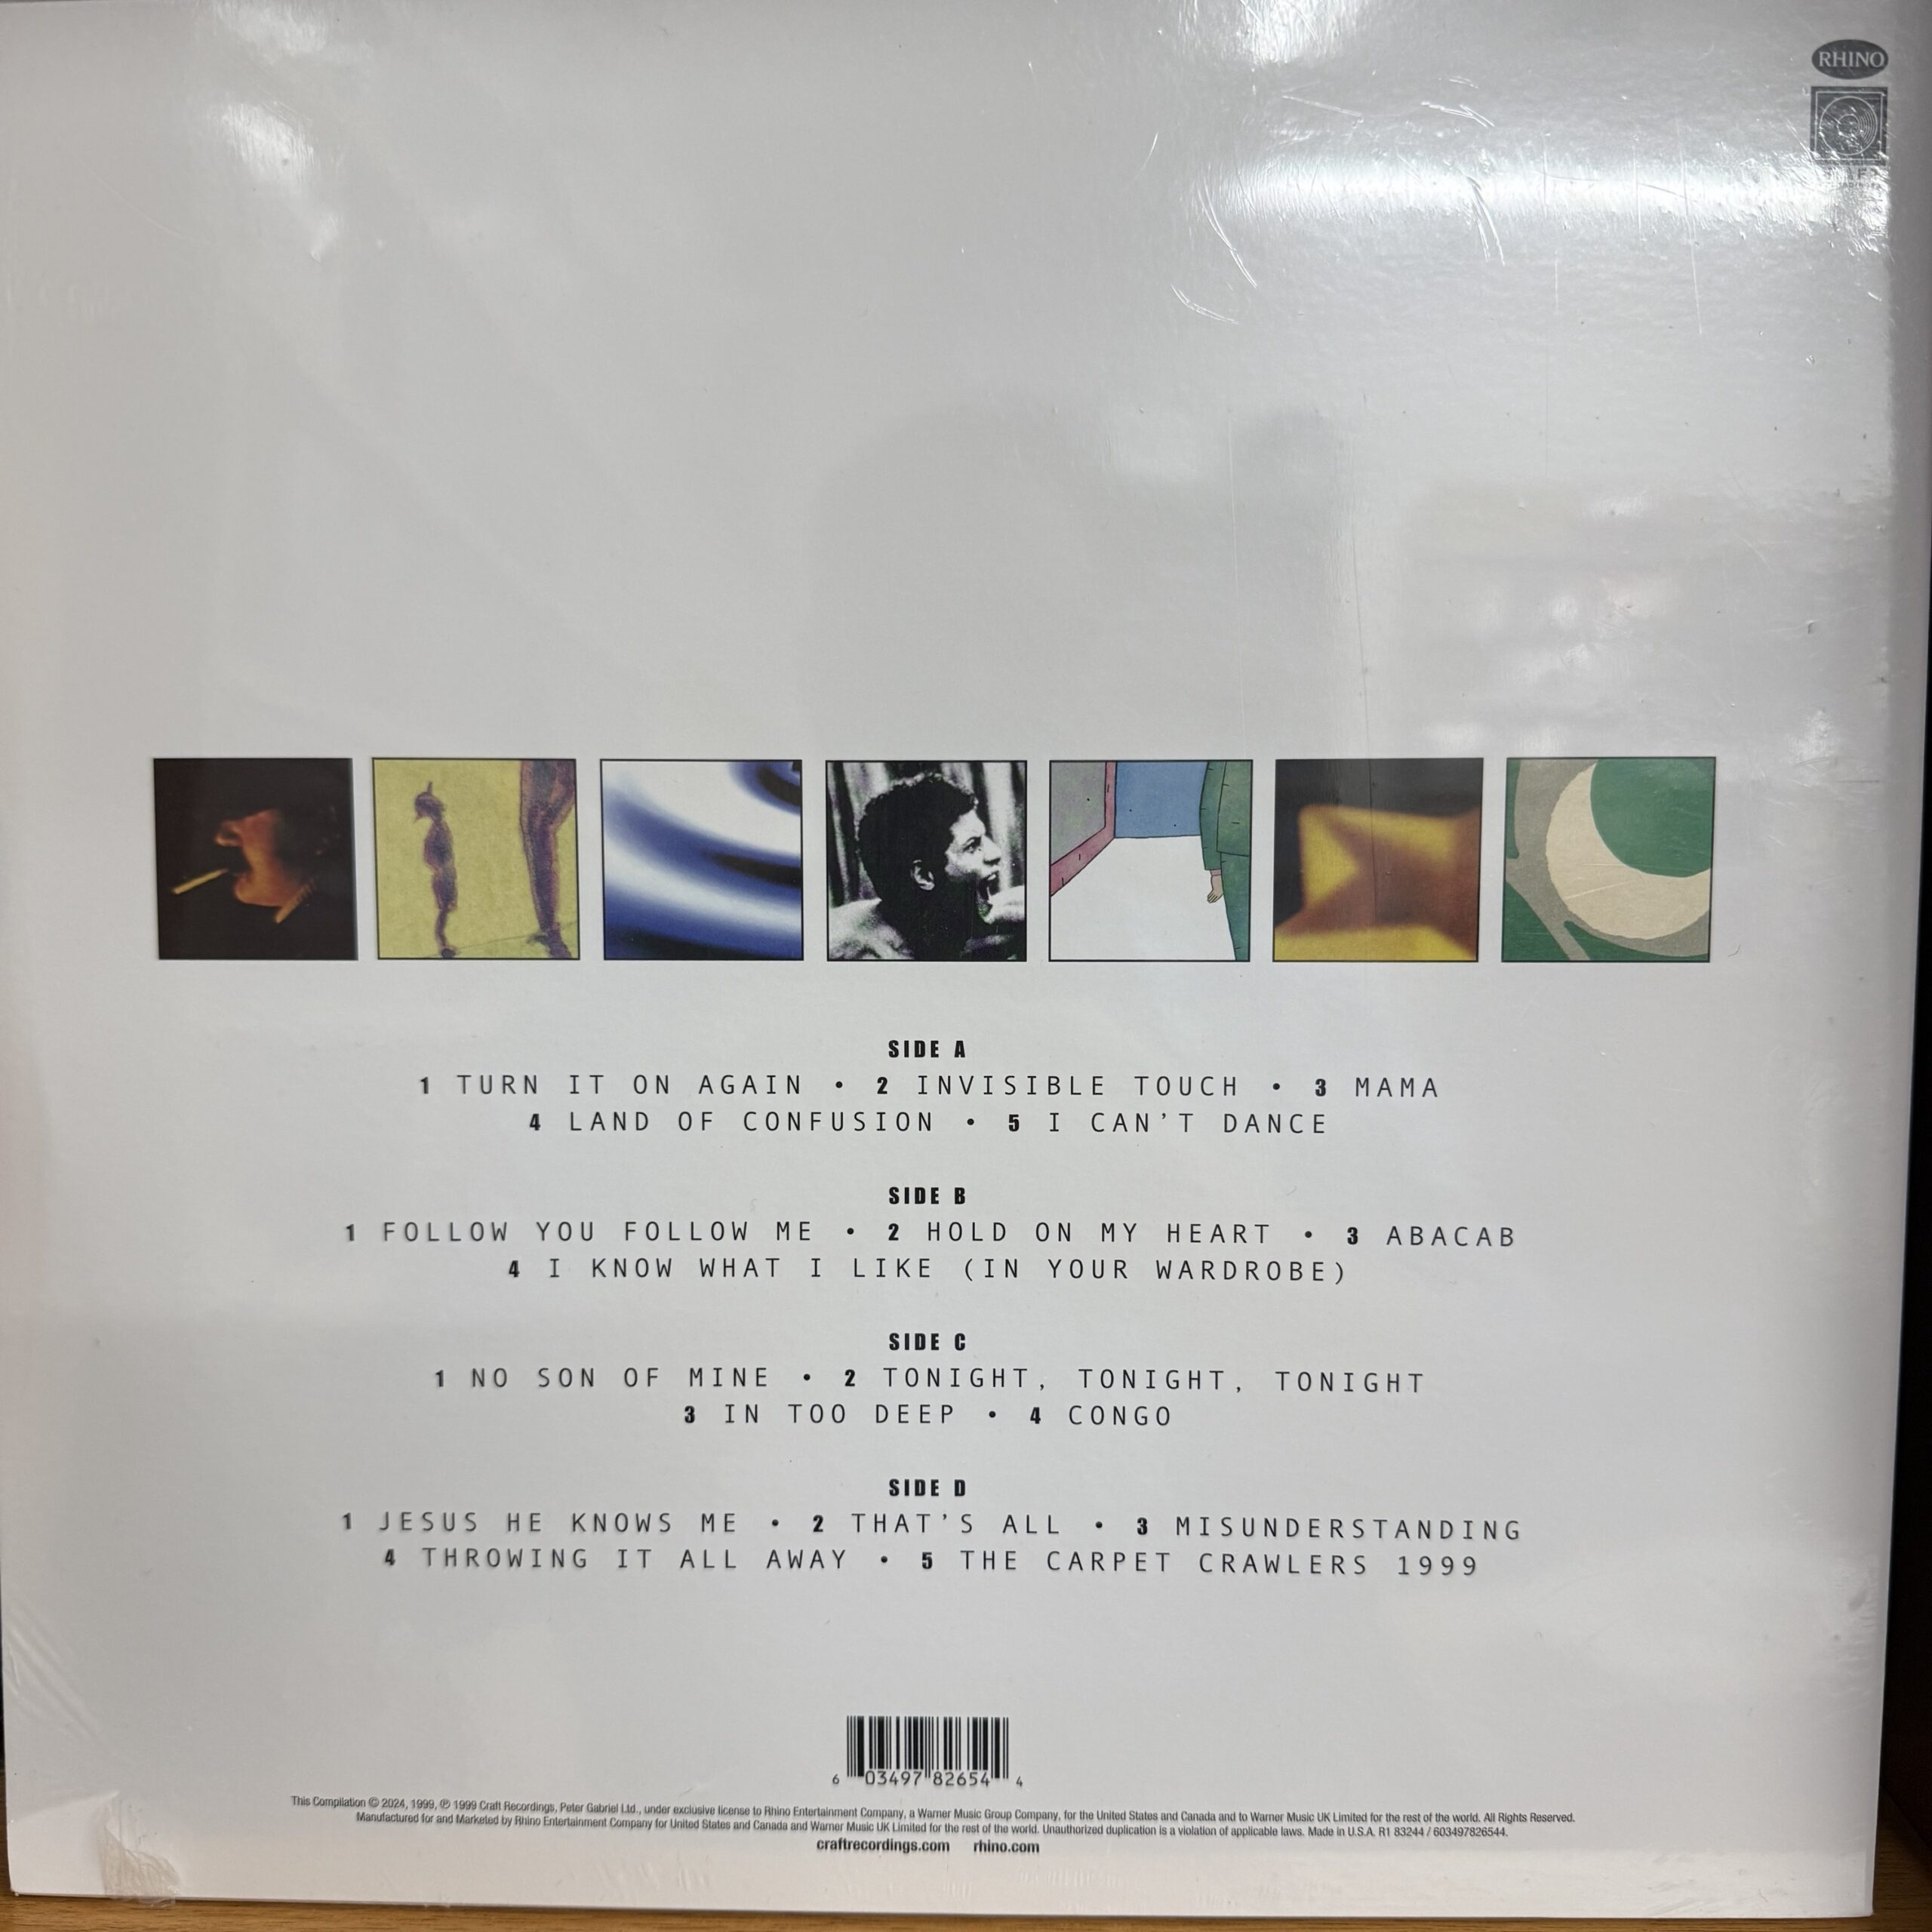 RHINO
SIDE A
1 TURN IT ON AGAIN • 2 INVISIBLE TOUCH • 3 MAMA
4 LAND OF CONFUSION • 5 I CAN'T DANCE
SIDE B
1 FOLLOW YOU FOLLOW ME • 2 HOLD ON MY HEART • 3 ABACAB
4 I KNOW WHAT I LIKE (IN YOUR WARDROBE)
SIDE C
1 NO SON OF MINE • 2 TONIGHT, TONIGHT, TONIGHT
3 IN TOO DEEP • 4 CONGO
SIDE D
1 JESUS HE KNOWS ME • 2 THAT'S ALL • 3 MISUNDERSTANDING
4 THROWING IT ALL AWAY • 5 THE CARPET CRAWLERS 1999
6 03497 82654 4
This Compilation © 2024, 1999, ℗ 1999 Craft Recordings, Peter Gabriel Ltd., under exclusive license to Rhino Entertainment Company, a Warner Music Group Company, for the United States and Canada and to Warner Music UK Limited for the rest of the world. All Rights Reserved.
Manufactured for and Marketed by Rhino Entertainment Company for United States and Canada and Warner Music UK Limited for the rest of the world. Unauthorized duplication is a violation of applicable laws. Made in U.S.A. R1 83244 / 603497826544.
craftrecordings.com rhino.com